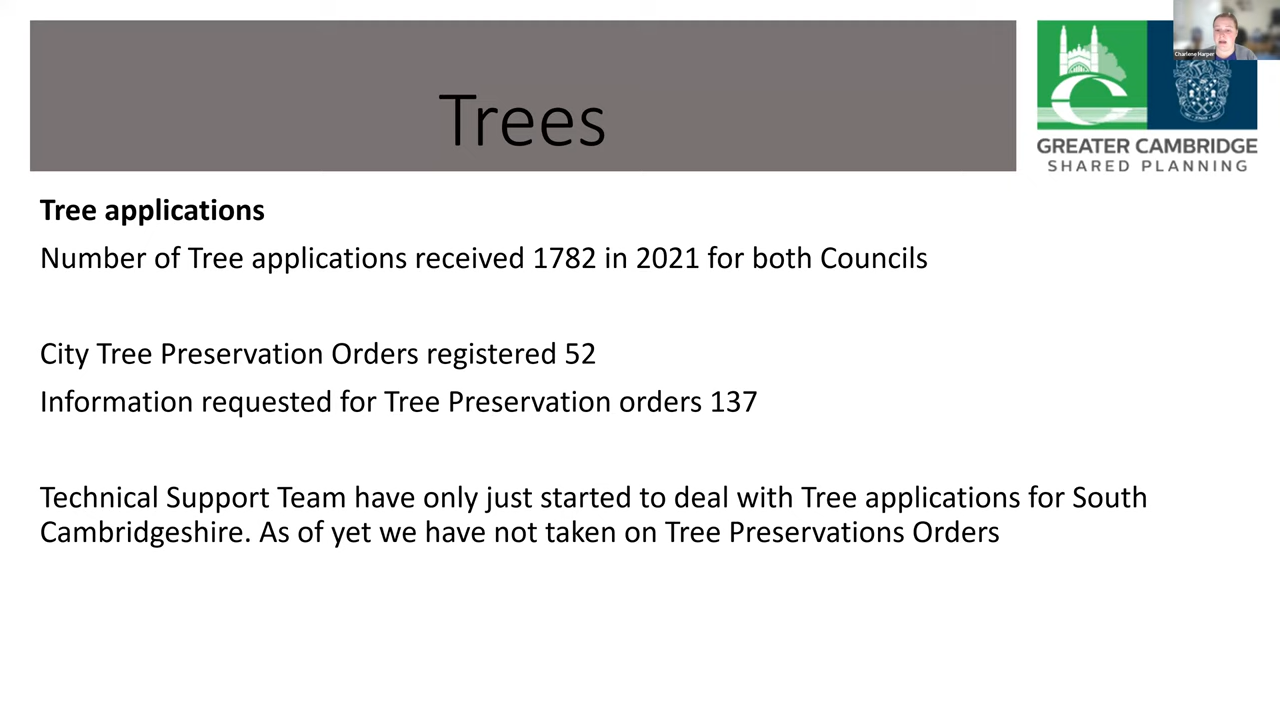 Charlene Harper
Trees
GREATER CAMBRIDGE
SHARED PLANNING
Tree applications
Number of Tree applications received 1782 in 2021 for both Councils
City Tree Preservation Orders registered 52
Information requested for Tree Preservation orders 137
Technical Support Team have only just started to deal with Tree applications for South
Cambridgeshire. As of yet we have not taken on Tree Preservations Orders